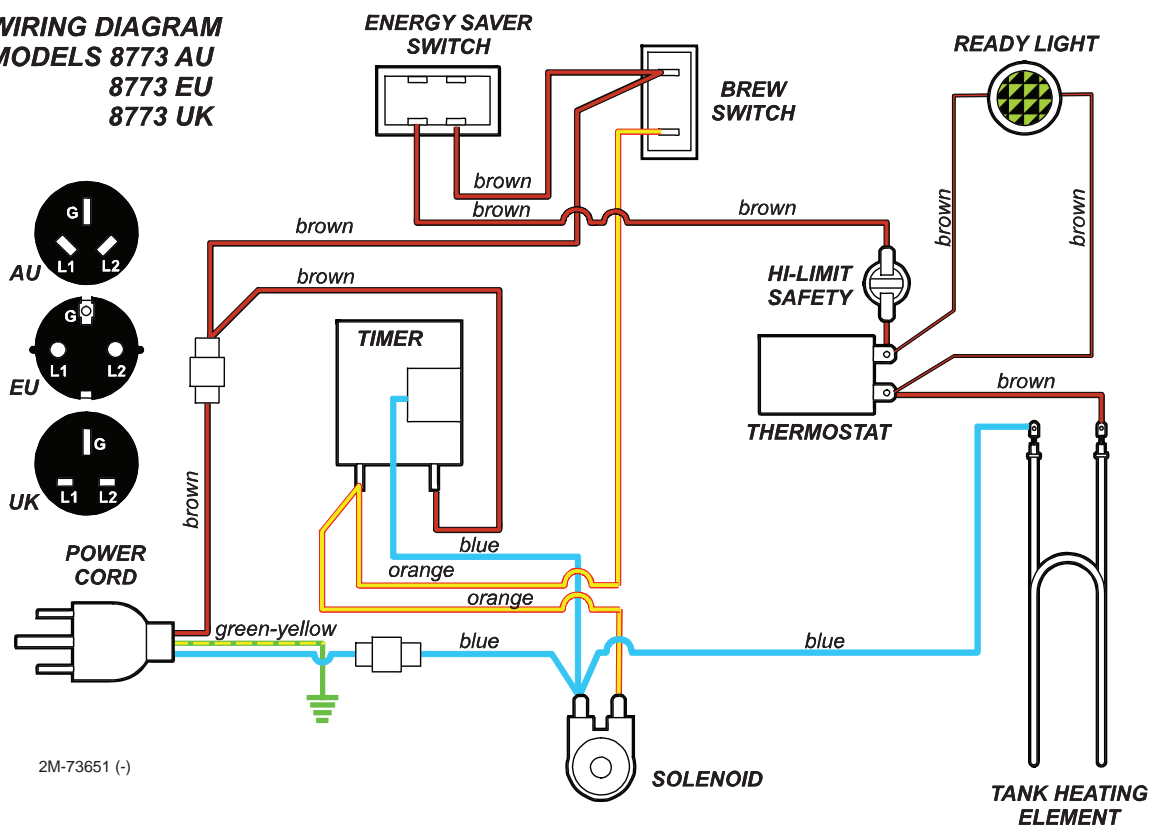 WIRING DIAGRAM
MODELS 8773 AU
8773 EU
8773 UK
ENERGY SAVER
SWITCH
BREW
SWITCH
READY LIGHT
brown
brown
brown
brown
brown
brown
brown
HI-LIMIT
SAFETY
G
L1 L2
AU
G
L1 L2
EU
G
L1 L2
UK
TIMER
THERMOSTAT
brown
brown
POWER
CORD
blue
orange
orange
green-yellow
blue
blue
SOLENOID
TANK HEATING
ELEMENT
2M-73651 (-)